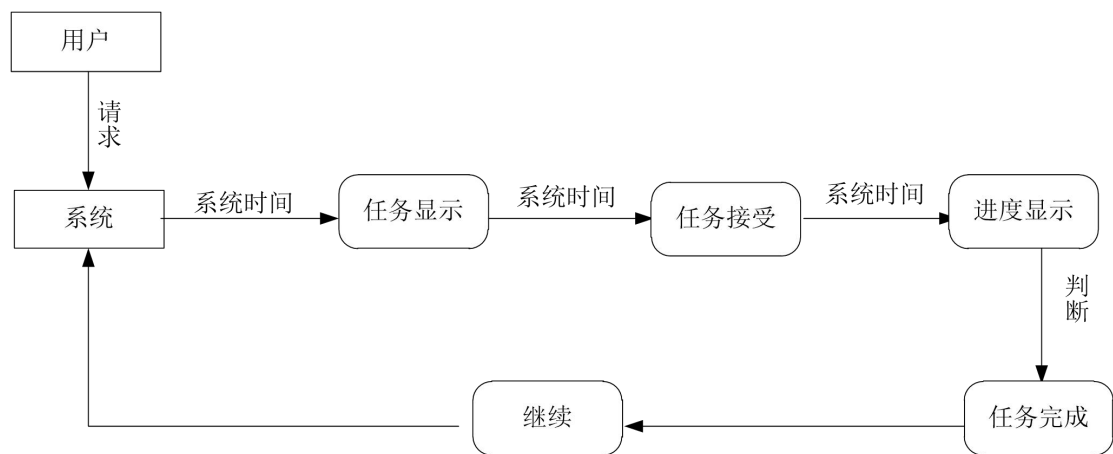 用户
请求
系统
系统时间
任务显示
系统时间
任务接受
系统时间
进度显示
判断
任务完成
继续